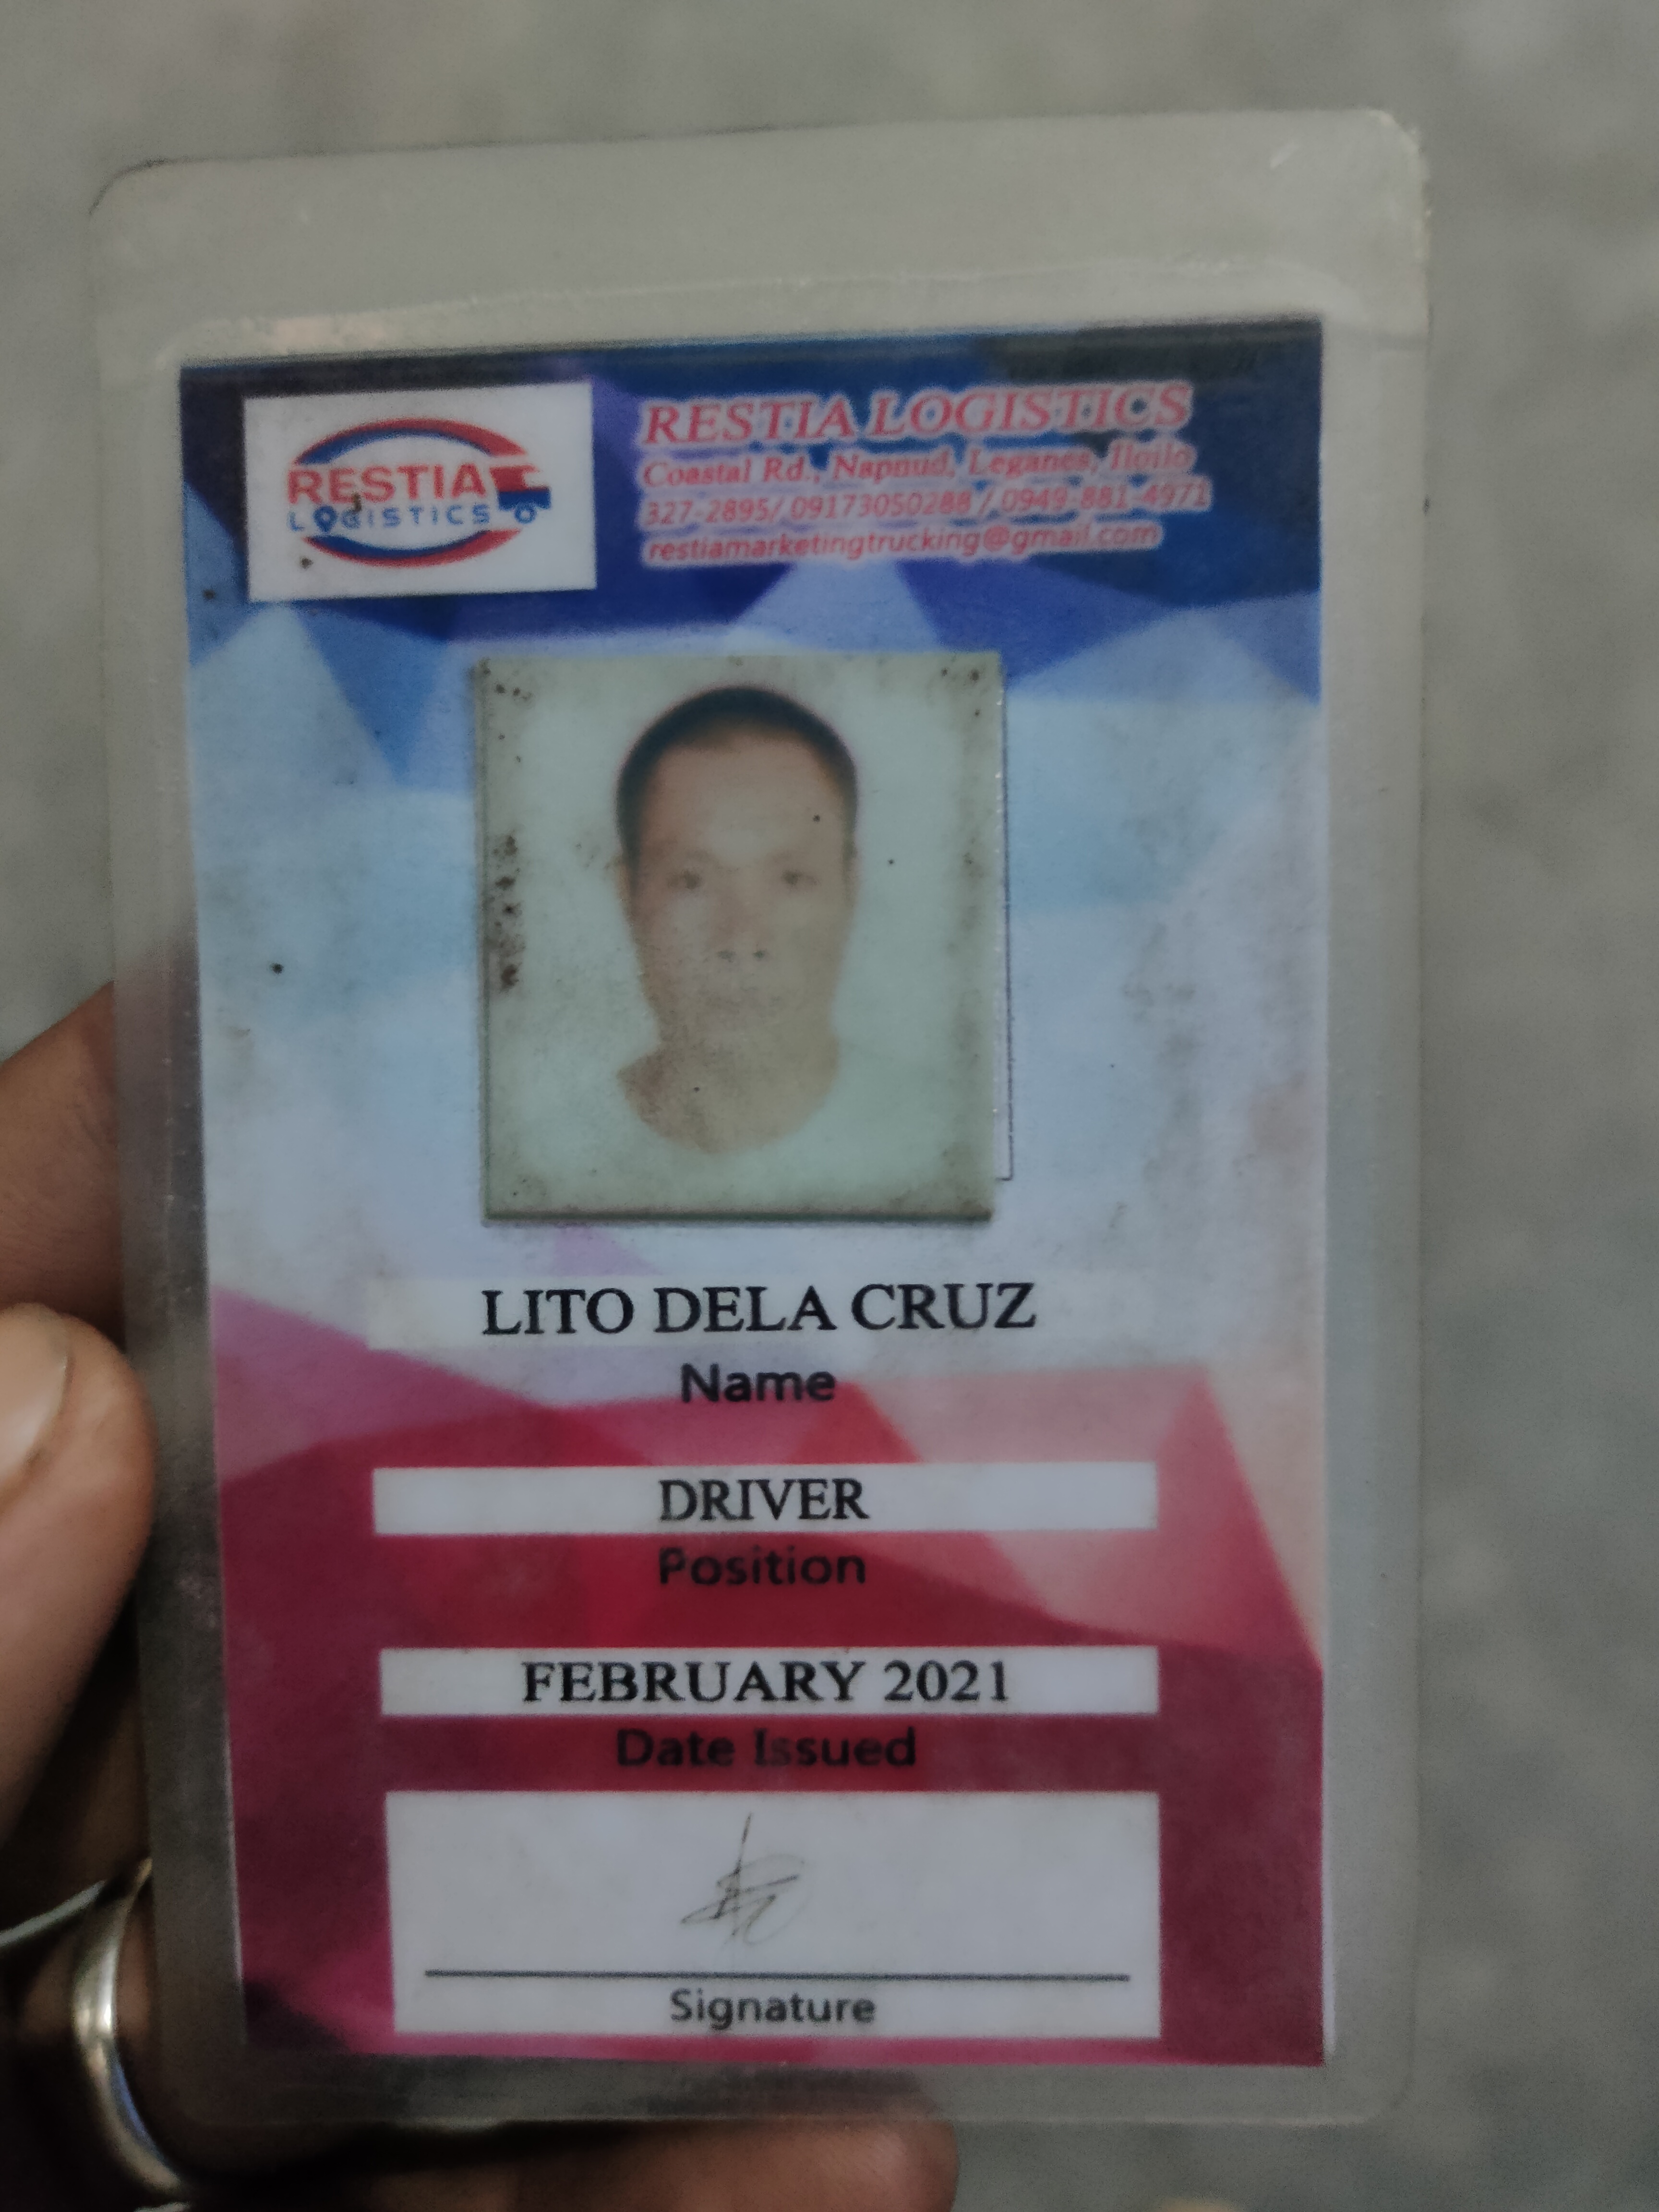 RESTIA
LOGISTICS
RESTIA LOGISTICS
Coastal Rd., Napnud, Leganes, Iloilo
327-2895/ 09173050288 / 0949-881-4971
restiamarketingtrucking@gmail.com
LITO DELA CRUZ
Name
DRIVER
Position
FEBRUARY 2021
Date Issued
Signature